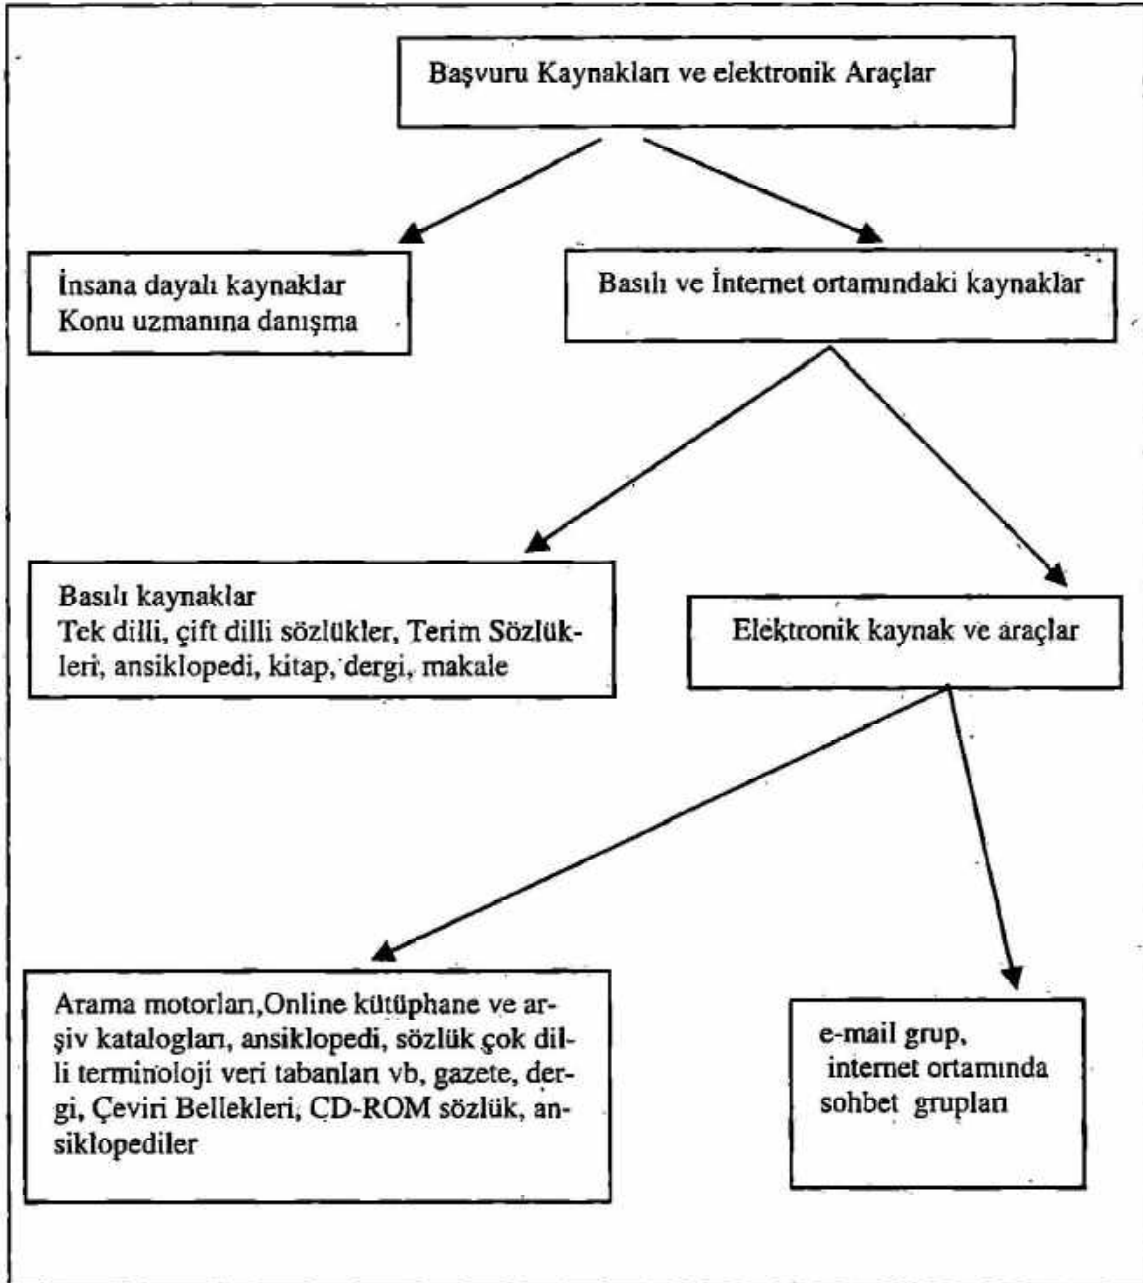 Başvuru Kaynakları ve elektronik Araçlar
İnsana dayalı kaynaklar
Konu uzmanına danışma
Basılı ve İnternet ortamındaki kaynaklar
Basılı kaynaklar
Tek dilli, çift dilli sözlükler, Terim Sözlük-
leri, ansiklopedi, kitap, dergi, makale
Elektronik kaynak ve araçlar
Arama motorları,Online kütüphane ve ar-
şiv katalogları, ansiklopedi, sözlük çok dil-
li terminoloji veri tabanları vb, gazete, der-
gi, Çeviri Bellekleri, CD-ROM sözlük, an-
siklopediler
e-mail grup,
internet ortamında
sohbet grupları